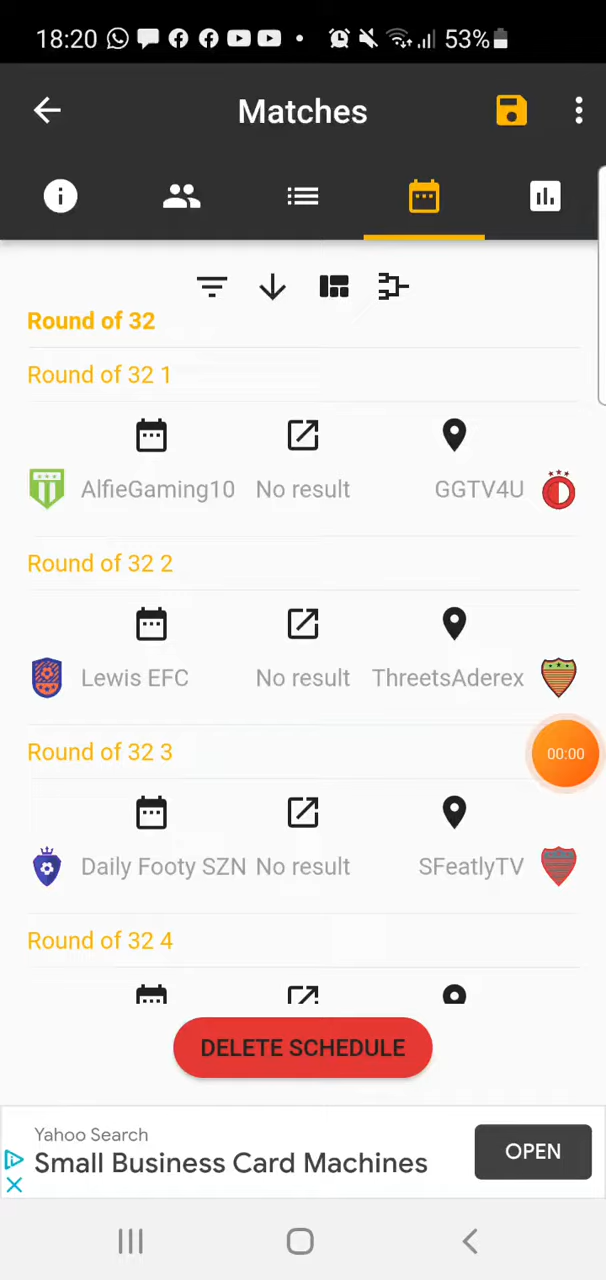 18:20 53%
Matches
Round of 32
Round of 32 1
AlfieGaming10 No result GGTV4U
Round of 32 2
Lewis EFC No result ThreetsAderex
00:00
Round of 32 3
Daily Footy SZN No result SFeatlyTV
Round of 32 4
DELETE SCHEDULE
Yahoo Search
Small Business Card Machines
OPEN